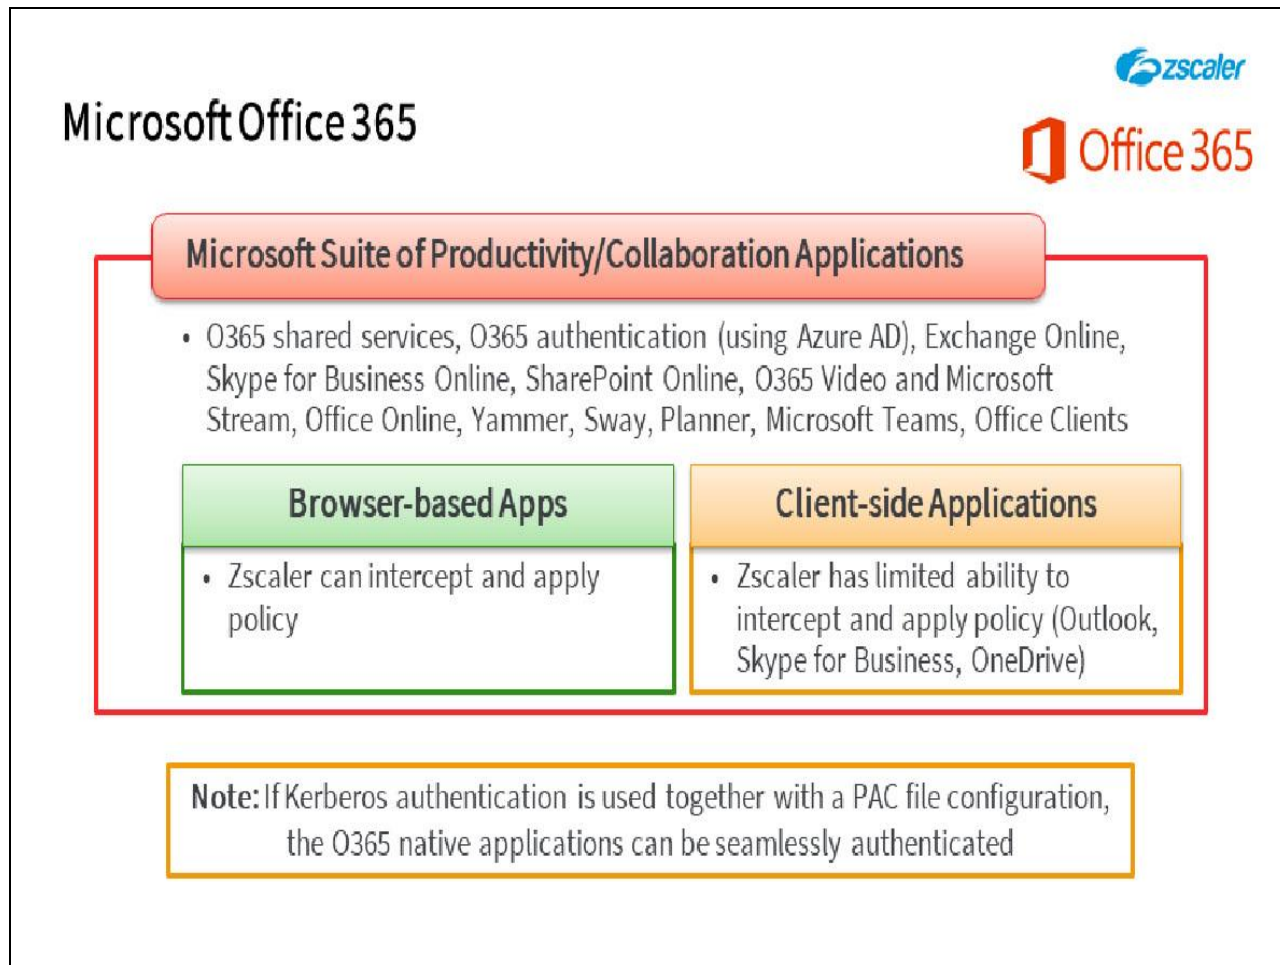 zscaler
Microsoft Office 365
Office 365
Microsoft Suite of Productivity/Collaboration Applications
• O365 shared services, O365 authentication (using Azure AD), Exchange Online,
Skype for Business Online, SharePoint Online, O365 Video and Microsoft
Stream, Office Online, Yammer, Sway, Planner, Microsoft Teams, Office Clients
Browser-based Apps
• Zscaler can intercept and apply
policy
Client-side Applications
• Zscaler has limited ability to
intercept and apply policy (Outlook,
Skype for Business, OneDrive)
Note: If Kerberos authentication is used together with a PAC file configuration,
the O365 native applications can be seamlessly authenticated